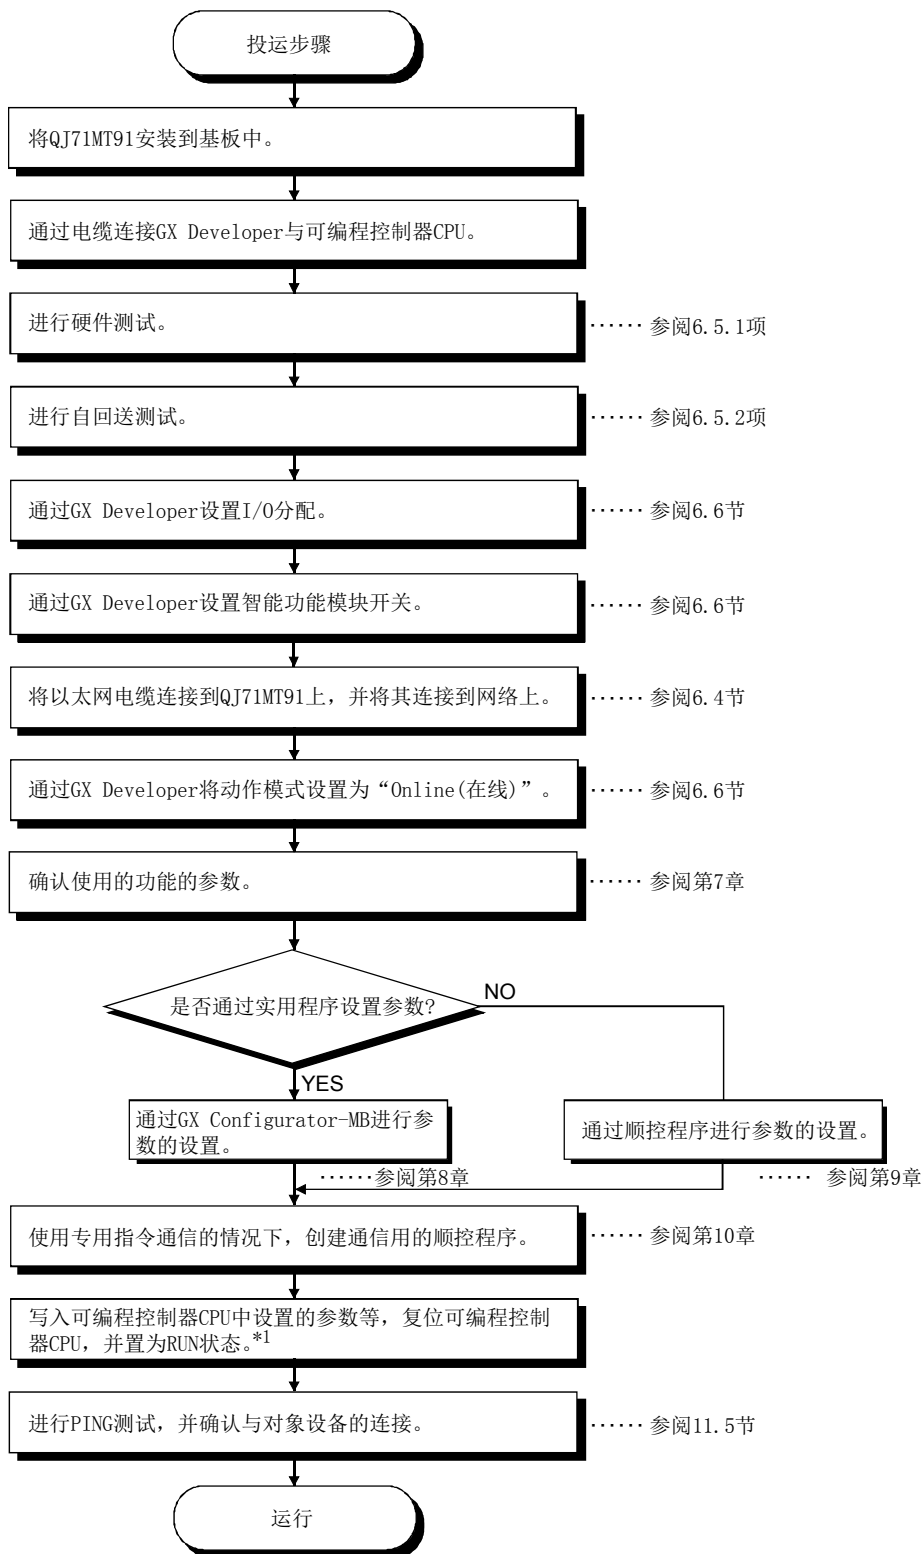 投运步骤
将QJ71MT91安装到基板中。
通过电缆连接GX Developer与可编程控制器CPU。
进行硬件测试。
······ 参阅6.5.1项
进行自回送测试。
······ 参阅6.5.2项
通过GX Developer设置I/O分配。
······ 参阅6.6节
通过GX Developer设置智能功能模块开关。
······ 参阅6.6节
将以太网电缆连接到QJ71MT91上，并将其连接到网络上。
······ 参阅6.4节
通过GX Developer将动作模式设置为“Online(在线)”。
······ 参阅6.6节
确认使用的功能的参数。
······ 参阅第7章
是否通过实用程序设置参数?
NO
YES
通过GX Configurator-MB进行参
数的设置。
······参阅第8章
通过顺控程序进行参数的设置。
······ 参阅第9章
使用专用指令通信的情况下，创建通信用的顺控程序。
······ 参阅第10章
写入可编程控制器CPU中设置的参数等，复位可编程控制
器CPU，并置为RUN状态。*1
进行PING测试，并确认与对象设备的连接。
······ 参阅11.5节
运行